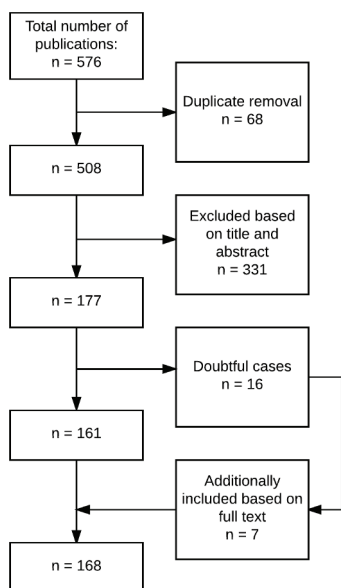 Total number of
publications:
n = 576
Duplicate removal
n = 68
n = 508
Excluded based
on title and
abstract
n = 331
n = 177
Doubtful cases
n = 16
n = 161
Additionally
included based on
full text
n = 7
n = 168